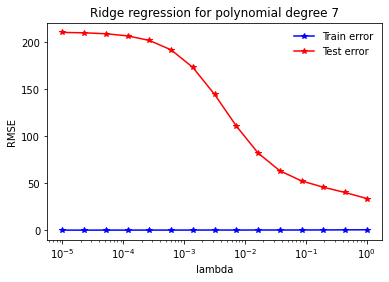 Ridge regression for polynomial degree 7
Train error
Test error
RMSE
200
150
100
50
0
10⁻⁵
10⁻⁴
10⁻³
10⁻²
10⁻¹
10⁰
lambda